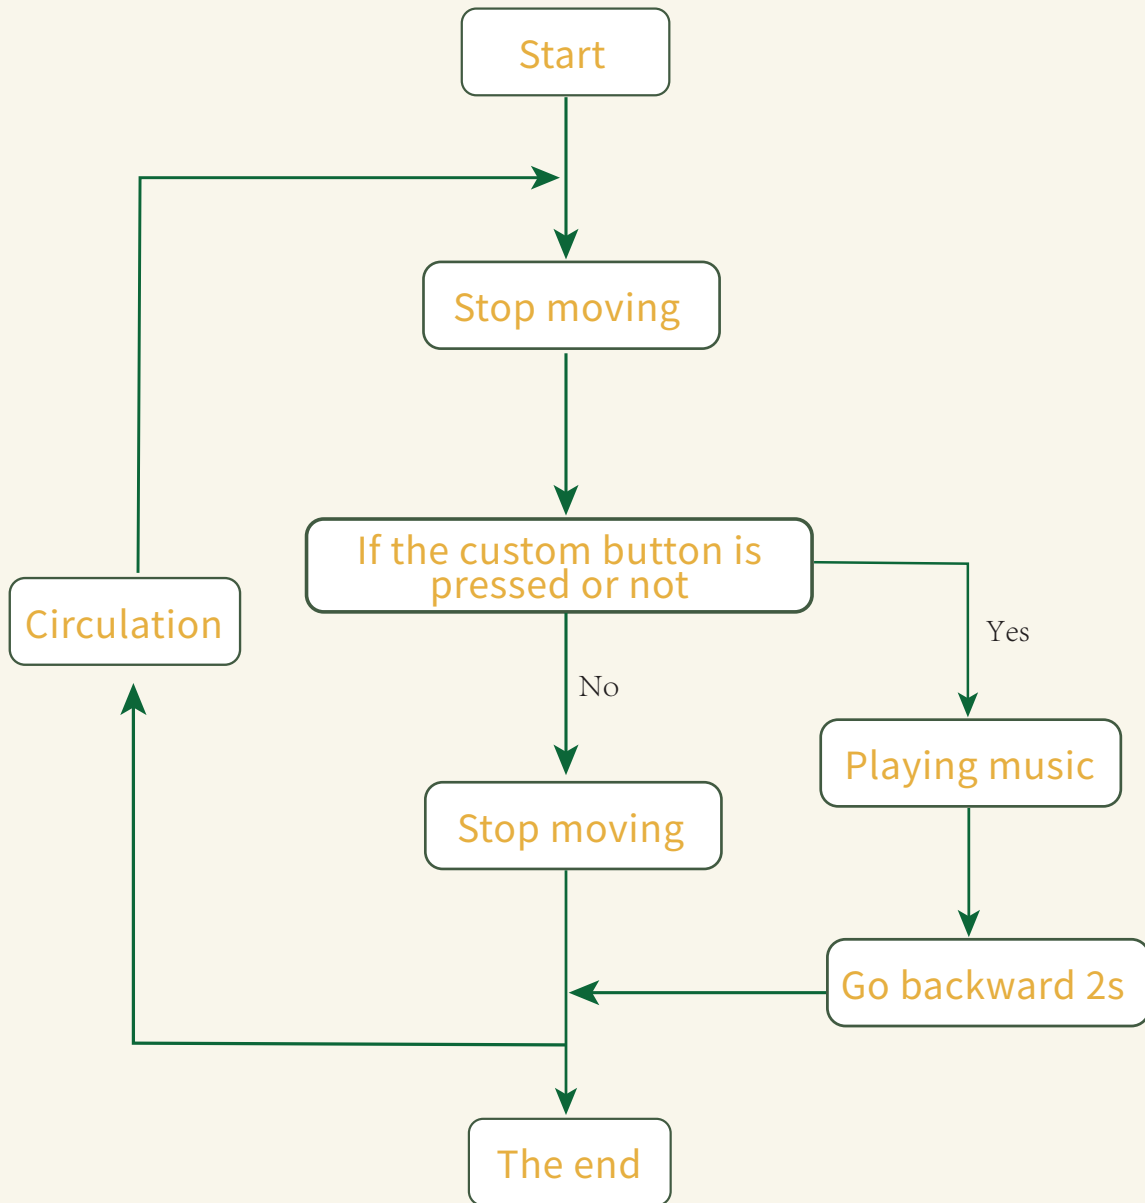 Start
Stop moving
If the custom button is
pressed or not
Circulation
Yes
No
Playing music
Stop moving
Go backward 2s
The end